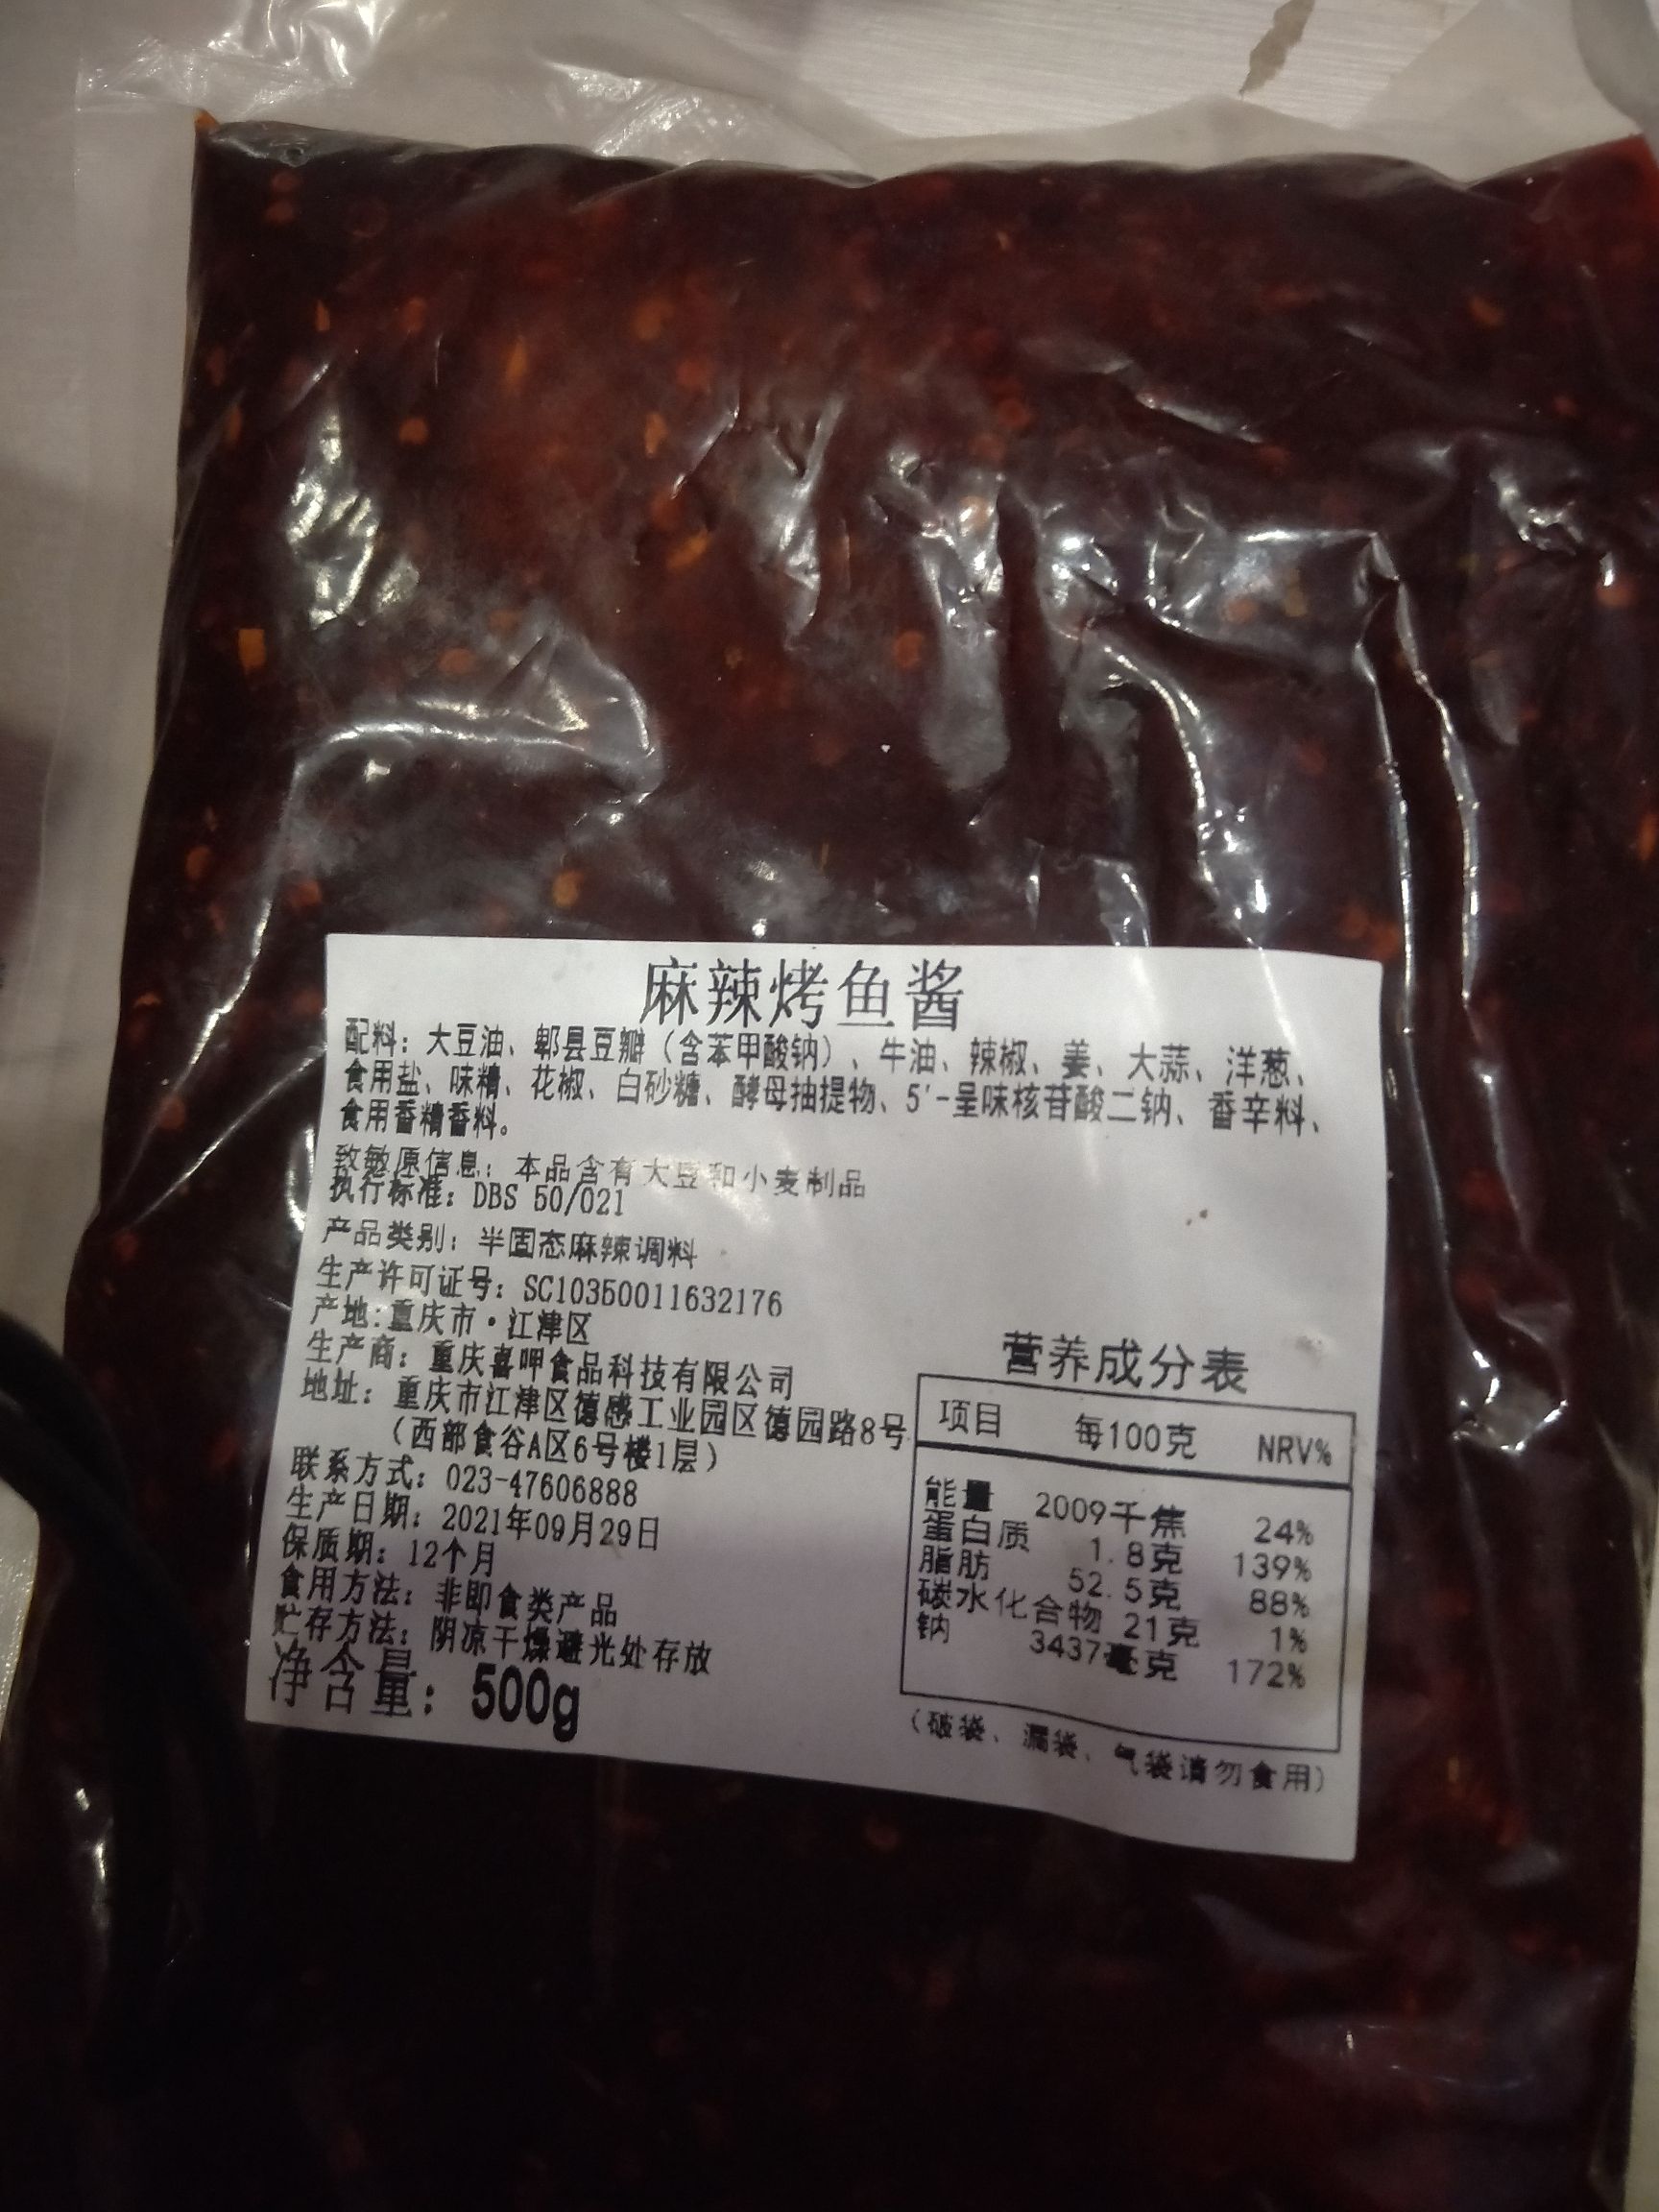 麻辣烤鱼酱
配料：大豆油、郫县豆瓣（含苯甲酸钠）、牛油、辣椒、姜、大蒜、洋葱、
食用盐、味精、花椒、白砂糖、酵母抽提物、5'-呈味核苷酸二钠、香辛料、
食用香精香料。
致敏原信息：本品含有大豆和小麦制品
执行标准：DBS 50/021
产品类别：半固态麻辣调料
生产许可证号：SC10350011632176
产地:重庆市·江津区
生产商：重庆喜呷食品科技有限公司
地址：重庆市江津区德感工业园区德园路8号
（西部食谷A区6号楼1层）
联系方式：023-47606888
生产日期：2021年09月29日
保质期：12个月
食用方法：非即食类产品
贮存方法：阴凉干燥避光处存放
净含量：500g
营养成分表
项目 每100克 NRV%
能量 2009千焦 24%
蛋白质 1.8克 139%
脂肪 52.5克 88%
碳水化合物 21克 1%
钠 3437毫克 172%
（破袋、漏袋、气袋请勿食用）